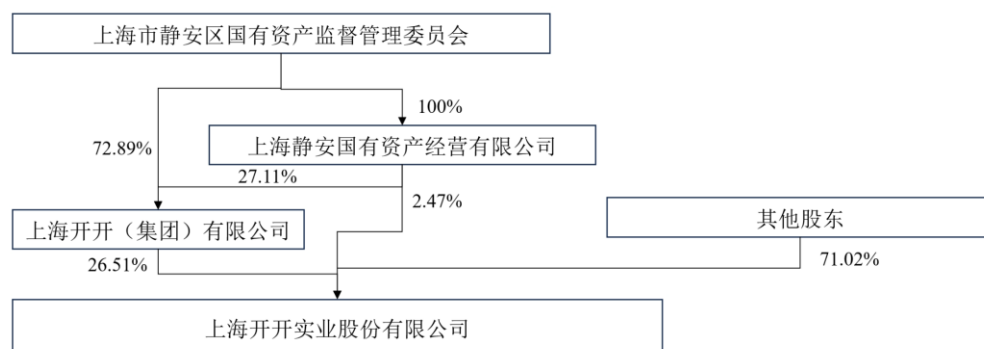 上海市静安区国有资产监督管理委员会
100%
上海静安国有资产经营有限公司
72.89%
27.11%
2.47%
上海开开（集团）有限公司
其他股东
26.51%
71.02%
上海开开实业股份有限公司